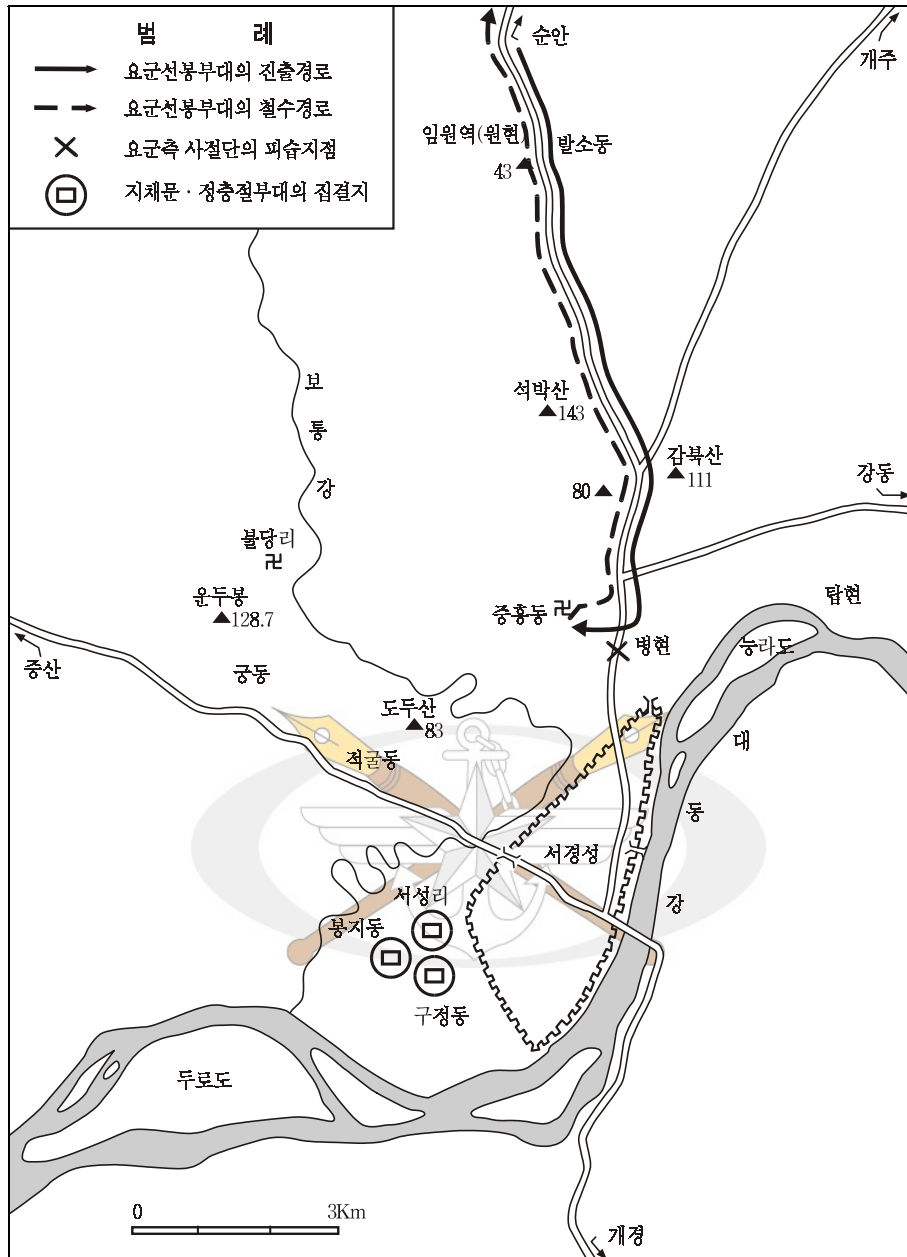 범 례
요군선봉부대의 진출경로
요군선봉부대의 철수경로
요군측 사절단의 피습지점
지채문 · 정충절부대의 집결지
순안
개주
임원역(원현)
발소동
43
보통강
석박산
143
감북산
111
80
강동
불당리
卍
운두봉
128.7
중흥동 卍
병현
탑현
능라도
증산
궁동
도두산
83
적굴동
대동강
서경성
서성리
봉지동
구정동
두로도
0 3Km
개경